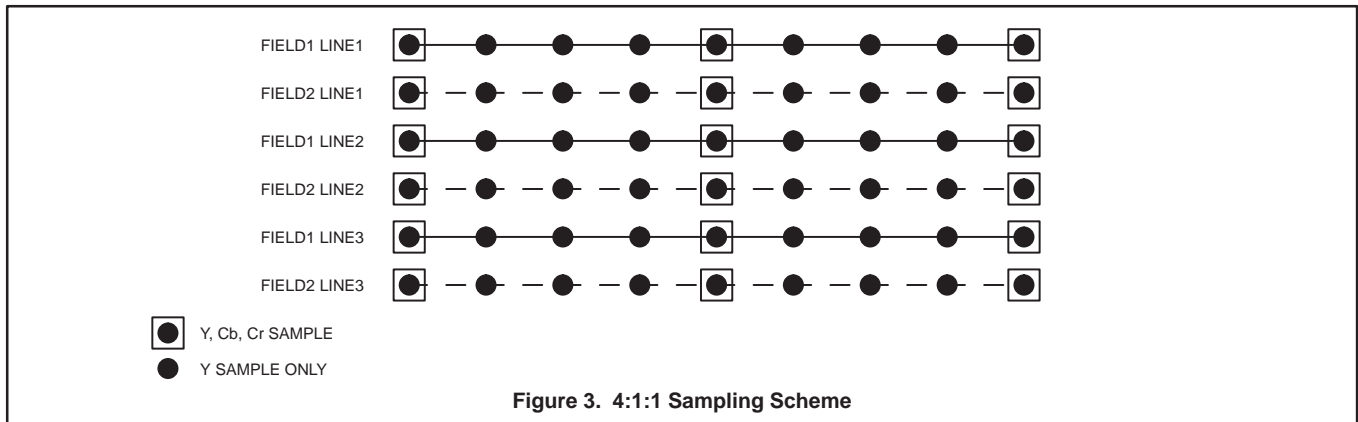 FIELD1 LINE1
FIELD2 LINE1
FIELD1 LINE2
FIELD2 LINE2
FIELD1 LINE3
FIELD2 LINE3
Y, Cb, Cr SAMPLE
Y SAMPLE ONLY
Figure 3. 4:1:1 Sampling Scheme